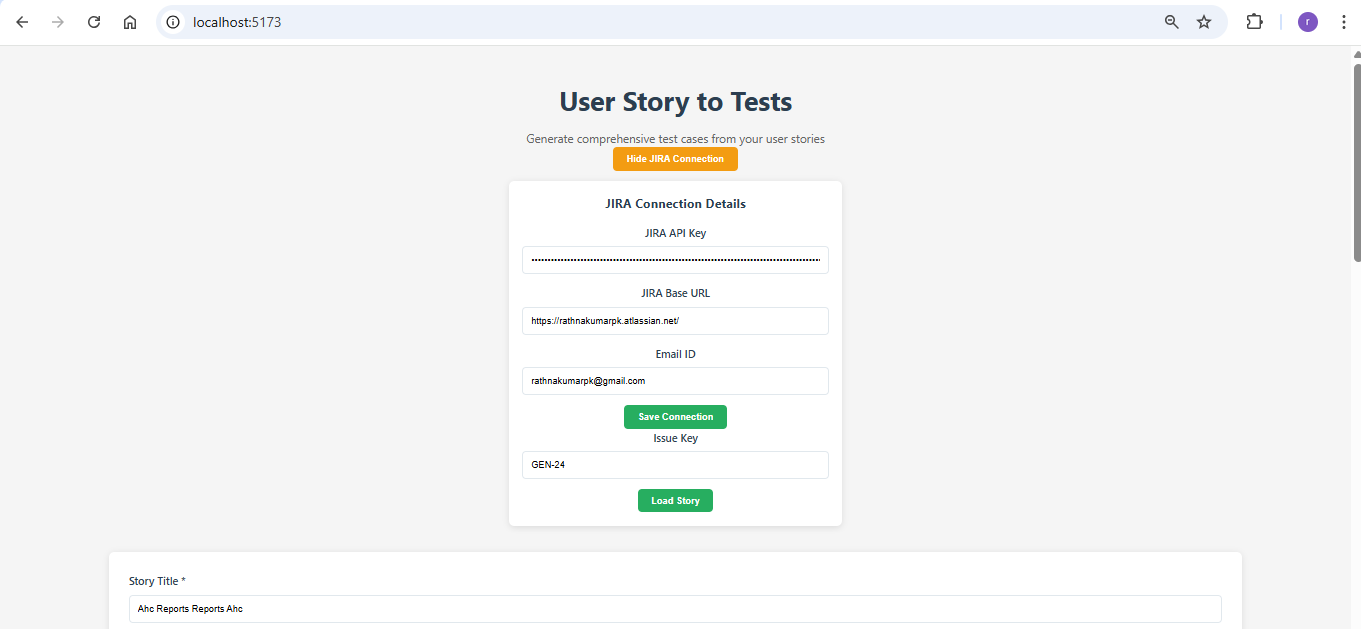 localhost:5173
r
User Story to Tests
Generate comprehensive test cases from your user stories
Hide JIRA Connection
JIRA Connection Details
JIRA API Key
JIRA Base URL
https://rathnakumarpk.atlassian.net/
Email ID
rathnakumarpk@gmail.com
Save Connection
Issue Key
GEN-24
Load Story
Story Title *
Ahc Reports Reports Ahc